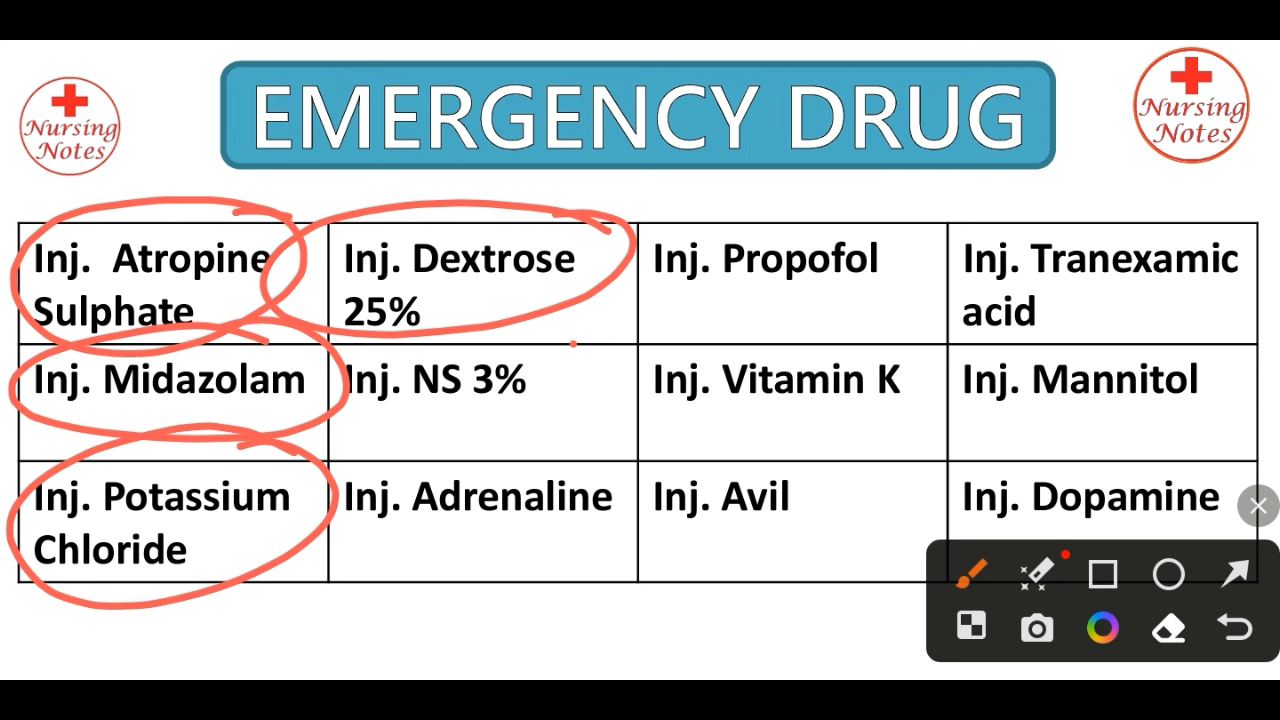 Nursing
Notes
EMERGENCY DRUG
Nursing
Notes
Inj. Atropine
Sulphate
Inj. Dextrose
25%
Inj. Propofol
Inj. Tranexamic
acid
Inj. Midazolam
Inj. NS 3%
Inj. Vitamin K
Inj. Mannitol
Inj. Potassium
Chloride
Inj. Adrenaline
Inj. Avil
Inj. Dopamine